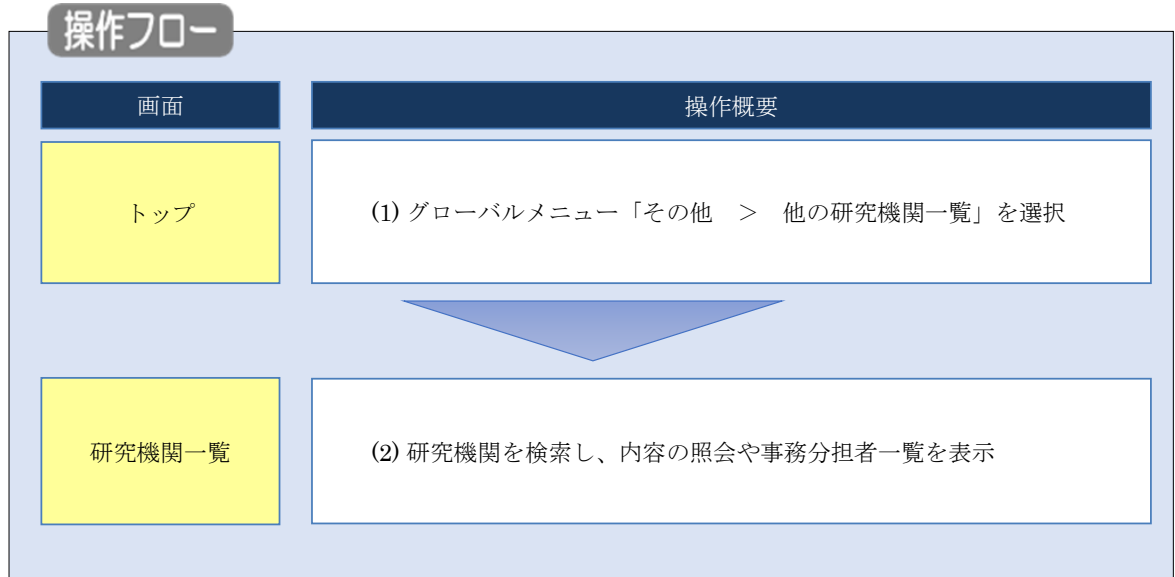 操作フロー
画面
操作概要
トップ
(1) グローバルメニュー「その他　＞　他の研究機関一覧」を選択
研究機関一覧
(2) 研究機関を検索し、内容の照会や事務分担者一覧を表示